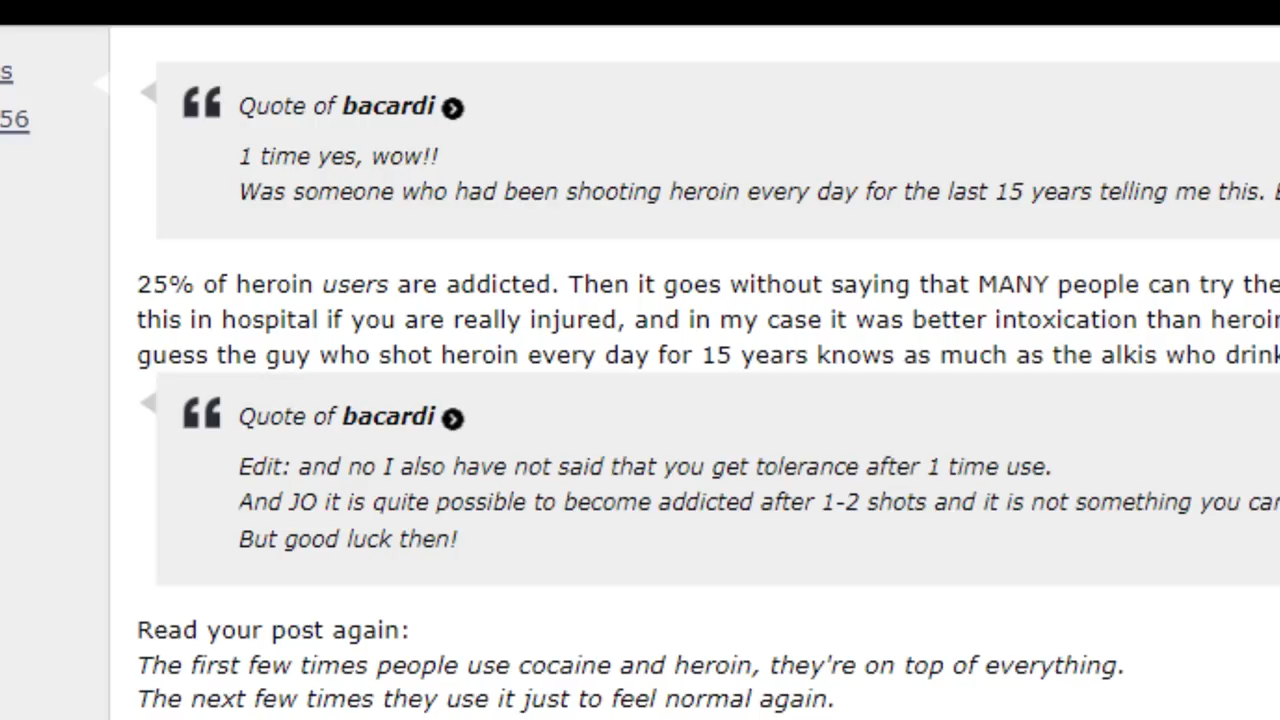 s
56
Quote of bacardi
1 time yes, wow!!
Was someone who had been shooting heroin every day for the last 15 years telling me this.
25% of heroin users are addicted. Then it goes without saying that MANY people can try the
this in hospital if you are really injured, and in my case it was better intoxication than heroin
guess the guy who shot heroin every day for 15 years knows as much as the alkis who drink
Quote of bacardi
Edit: and no I also have not said that you get tolerance after 1 time use.
And JO it is quite possible to become addicted after 1-2 shots and it is not something you can
But good luck then!
Read your post again:
The first few times people use cocaine and heroin, they're on top of everything.
The next few times they use it just to feel normal again.